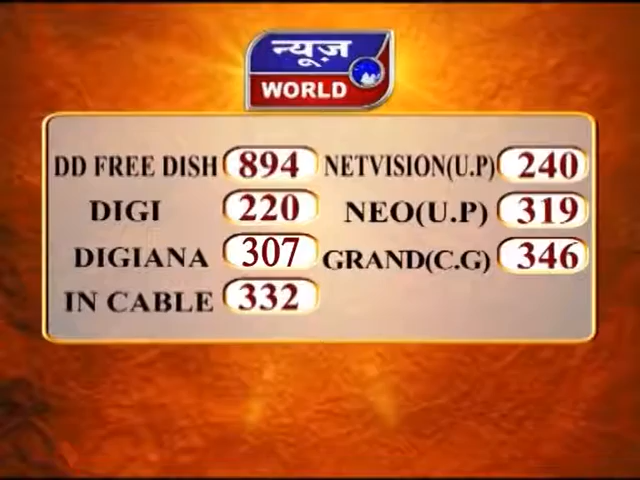 न्यूज़
WORLD
DD FREE DISH 894 NETVISION(U.P) 240
DIGI 220 NEO(U.P) 319
DIGIANA 307 GRAND(C.G) 346
IN CABLE 332